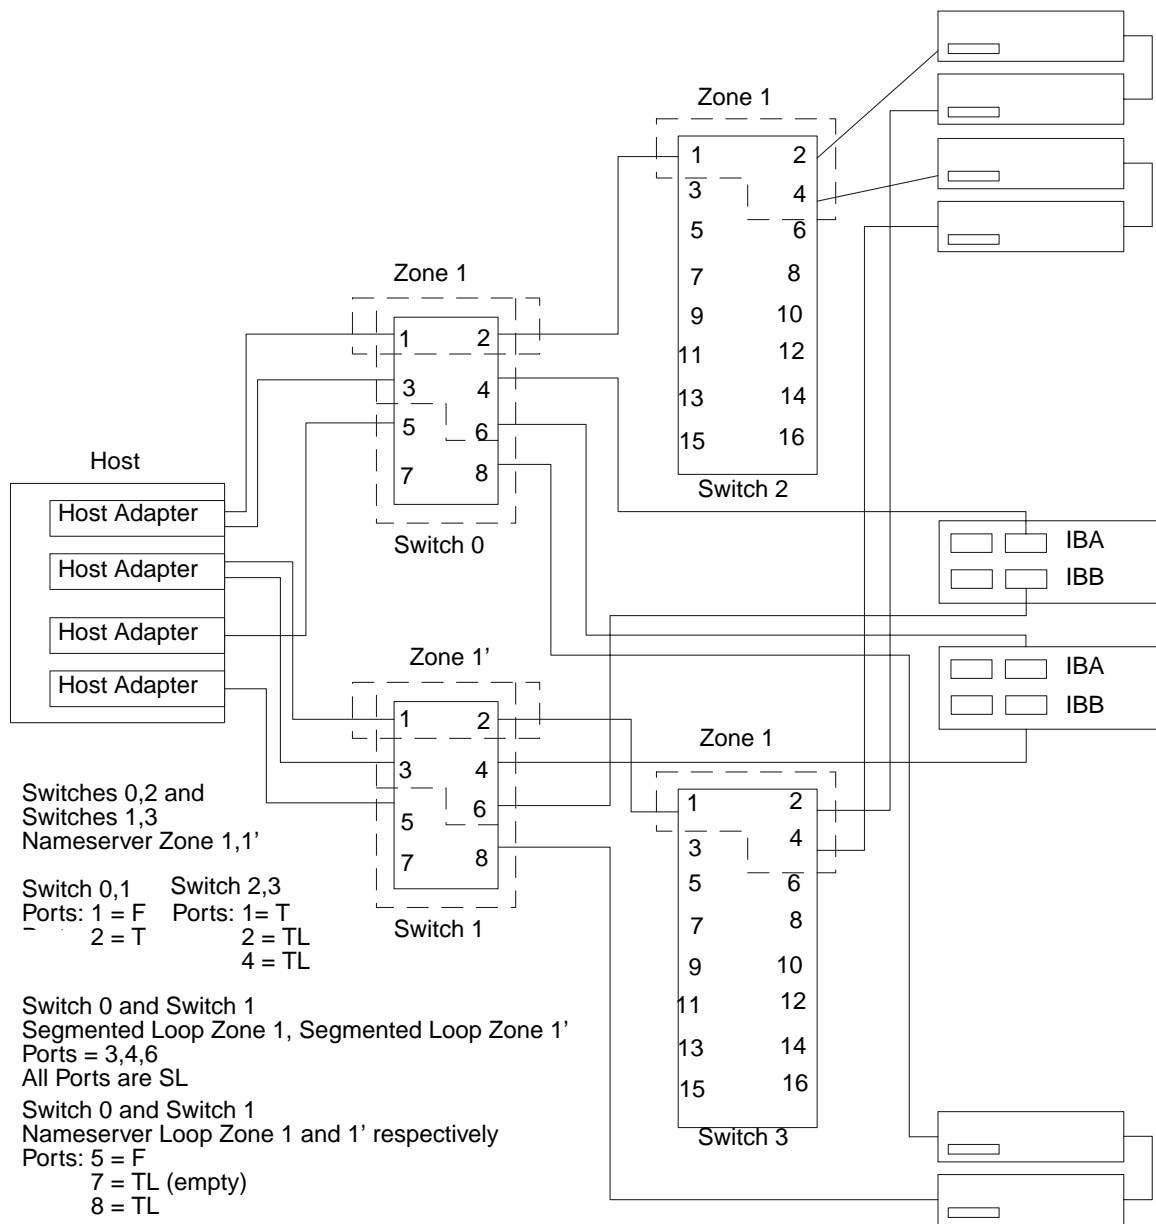 Zone 1
1 2
3 4
5 6
7 8
9 10
11 12
13 14
15 16
Switch 2
Zone 1
1 2
3 4
5 6
7 8
Switch 0
Host
Host Adapter
Host Adapter
Host Adapter
Host Adapter
IBA
IBB
IBA
IBB
Zone 1’
1 2
3 4
5 6
7 8
Switch 1
Zone 1
1 2
3 4
5 6
7 8
9 10
11 12
13 14
15 16
Switch 3
Switches 0,2 and
Switches 1,3
Nameserver Zone 1,1’
Switch 0,1 Switch 2,3
Ports: 1 = F Ports: 1= T
2 = T 2 = TL
4 = TL
Switch 0 and Switch 1
Segmented Loop Zone 1, Segmented Loop Zone 1’
Ports = 3,4,6
All Ports are SL
Switch 0 and Switch 1
Nameserver Loop Zone 1 and 1’ respectively
Ports: 5 = F
7 = TL (empty)
8 = TL